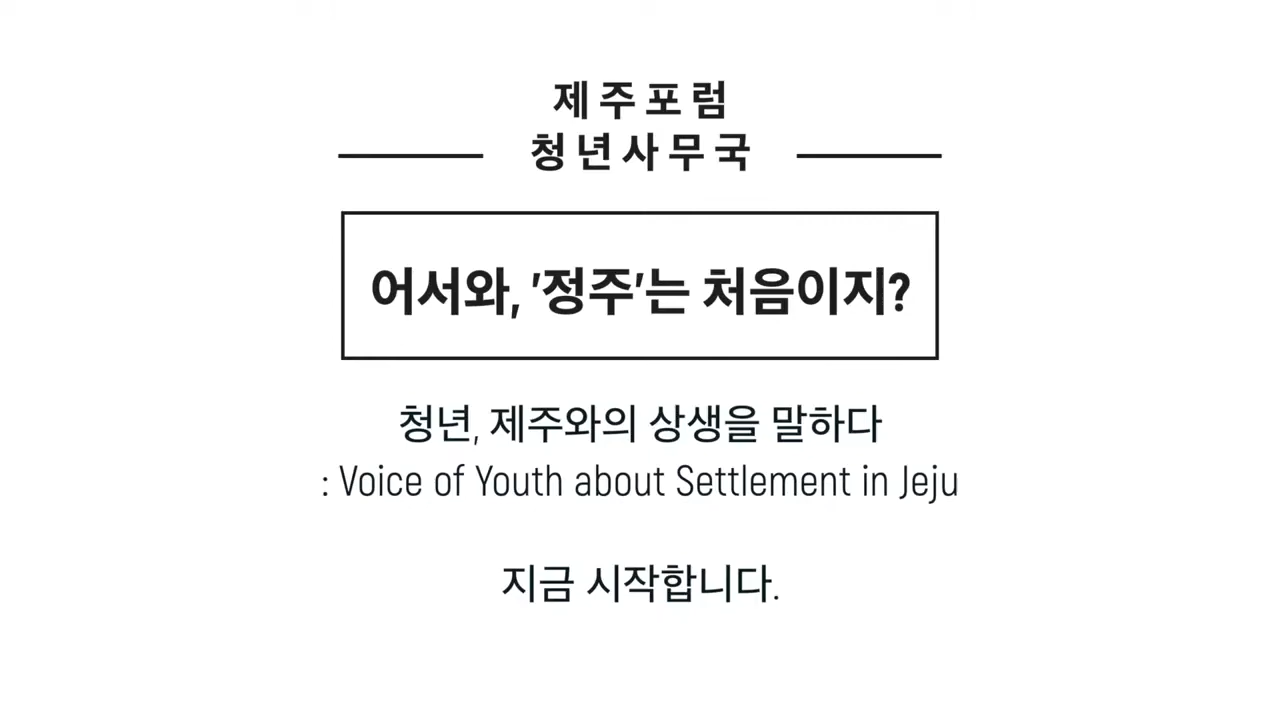 제주포럼
청년사무국
어서와, '정주'는 처음이지?
청년, 제주와의 상생을 말하다
: Voice of Youth about Settlement in Jeju
지금 시작합니다.